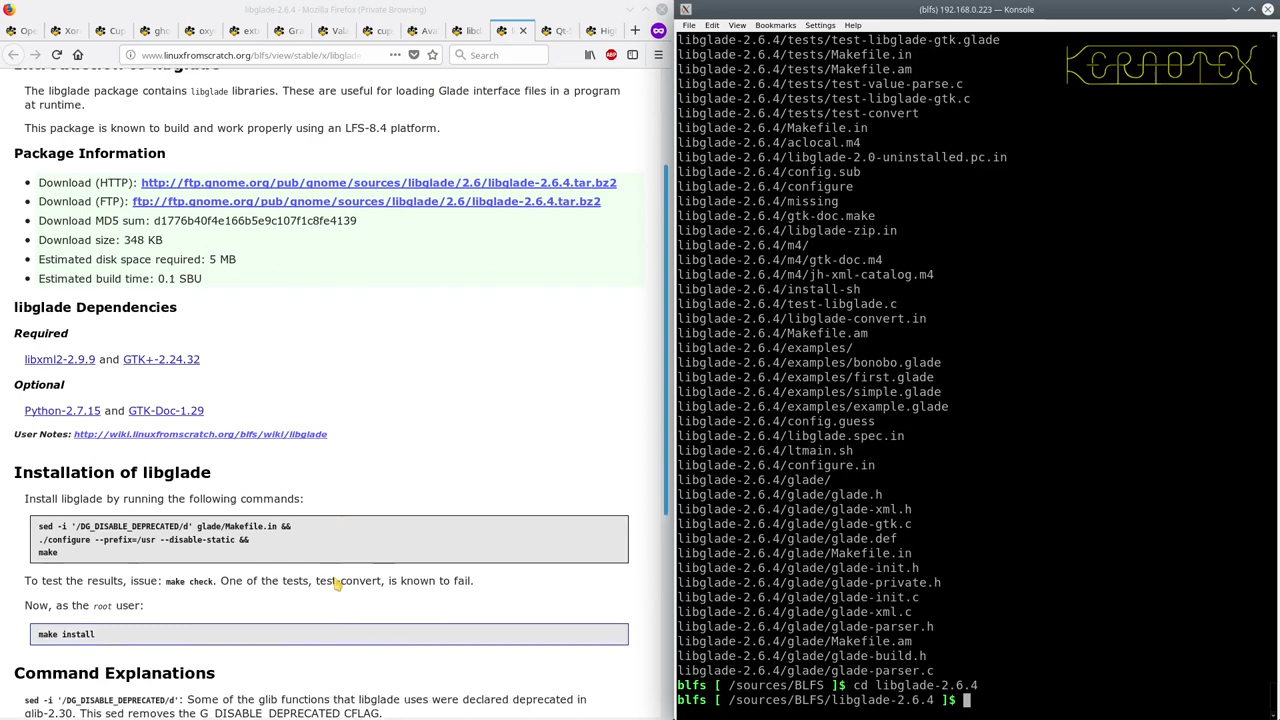 libglade-2.6.4 - Mozilla Firefox (Private Browsing)
(blfs) 192.168.0.223 — Konsole
File Edit View Bookmarks Settings Help
Ope Xor Cup gho oxy ext Gra Vala cup Ava libd li Qt- High
www.linuxfromscratch.org/blfs/view/stable/x/libglade
Search
The libglade package contains libglade libraries. These are useful for loading Glade interface files in a program
at runtime.
This package is known to build and work properly using an LFS-8.4 platform.
Package Information
Download (HTTP): http://ftp.gnome.org/pub/gnome/sources/libglade/2.6/libglade-2.6.4.tar.bz2
Download (FTP): ftp://ftp.gnome.org/pub/gnome/sources/libglade/2.6/libglade-2.6.4.tar.bz2
Download MD5 sum: d1776b40f4e166b5e9c107f1c8fe4139
Download size: 348 KB
Estimated disk space required: 5 MB
Estimated build time: 0.1 SBU
libglade Dependencies
Required
libxml2-2.9.9 and GTK+-2.24.32
Optional
Python-2.7.15 and GTK-Doc-1.29
User Notes: http://wiki.linuxfromscratch.org/blfs/wiki/libglade
Installation of libglade
Install libglade by running the following commands:
sed -i '/DG_DISABLE_DEPRECATED/d' glade/Makefile.in &&
./configure --prefix=/usr --disable-static &&
make
To test the results, issue: make check. One of the tests, test-convert, is known to fail.
Now, as the root user:
make install
Command Explanations
sed -i '/DG_DISABLE_DEPRECATED/d': Some of the glib functions that libglade uses were declared deprecated in
glib-2.30. This sed removes the G_DISABLE_DEPRECATED CFLAG.
KERNOTEX
libglade-2.6.4/tests/test-libglade-gtk.glade
libglade-2.6.4/tests/Makefile.in
libglade-2.6.4/tests/Makefile.am
libglade-2.6.4/tests/test-value-parse.c
libglade-2.6.4/tests/test-libglade-gtk.c
libglade-2.6.4/tests/test-convert
libglade-2.6.4/Makefile.in
libglade-2.6.4/aclocal.m4
libglade-2.6.4/libglade-2.0-uninstalled.pc.in
libglade-2.6.4/config.sub
libglade-2.6.4/configure
libglade-2.6.4/missing
libglade-2.6.4/gtk-doc.make
libglade-2.6.4/libglade-zip.in
libglade-2.6.4/m4/
libglade-2.6.4/m4/gtk-doc.m4
libglade-2.6.4/m4/jh-xml-catalog.m4
libglade-2.6.4/install-sh
libglade-2.6.4/test-libglade.c
libglade-2.6.4/libglade-convert.in
libglade-2.6.4/Makefile.am
libglade-2.6.4/examples/
libglade-2.6.4/examples/bonobo.glade
libglade-2.6.4/examples/first.glade
libglade-2.6.4/examples/simple.glade
libglade-2.6.4/examples/example.glade
libglade-2.6.4/config.guess
libglade-2.6.4/libglade.spec.in
libglade-2.6.4/ltmain.sh
libglade-2.6.4/configure.in
libglade-2.6.4/glade/
libglade-2.6.4/glade/glade.h
libglade-2.6.4/glade/glade-xml.h
libglade-2.6.4/glade/glade-gtk.c
libglade-2.6.4/glade/glade.def
libglade-2.6.4/glade/Makefile.in
libglade-2.6.4/glade/glade-init.h
libglade-2.6.4/glade/glade-private.h
libglade-2.6.4/glade/glade-init.c
libglade-2.6.4/glade/glade-xml.c
libglade-2.6.4/glade/glade-parser.h
libglade-2.6.4/glade/Makefile.am
libglade-2.6.4/glade/glade-build.h
libglade-2.6.4/glade/glade-parser.c
blfs [ /sources/BLFS ]$ cd libglade-2.6.4
blfs [ /sources/BLFS/libglade-2.6.4 ]$